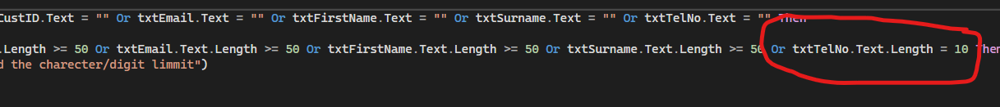 CustID.Text = "" Or txtEmail.Text = "" Or txtFirstName.Text = "" Or txtSurname.Text = "" Or txtTelNo.Text = "" Then
.Length >= 50 Or txtEmail.Text.Length >= 50 Or txtFirstName.Text.Length >= 50 Or txtSurname.Text.Length >= 50 Or txtTelNo.Text.Length = 10 Then
d the charecter/digit limmit")